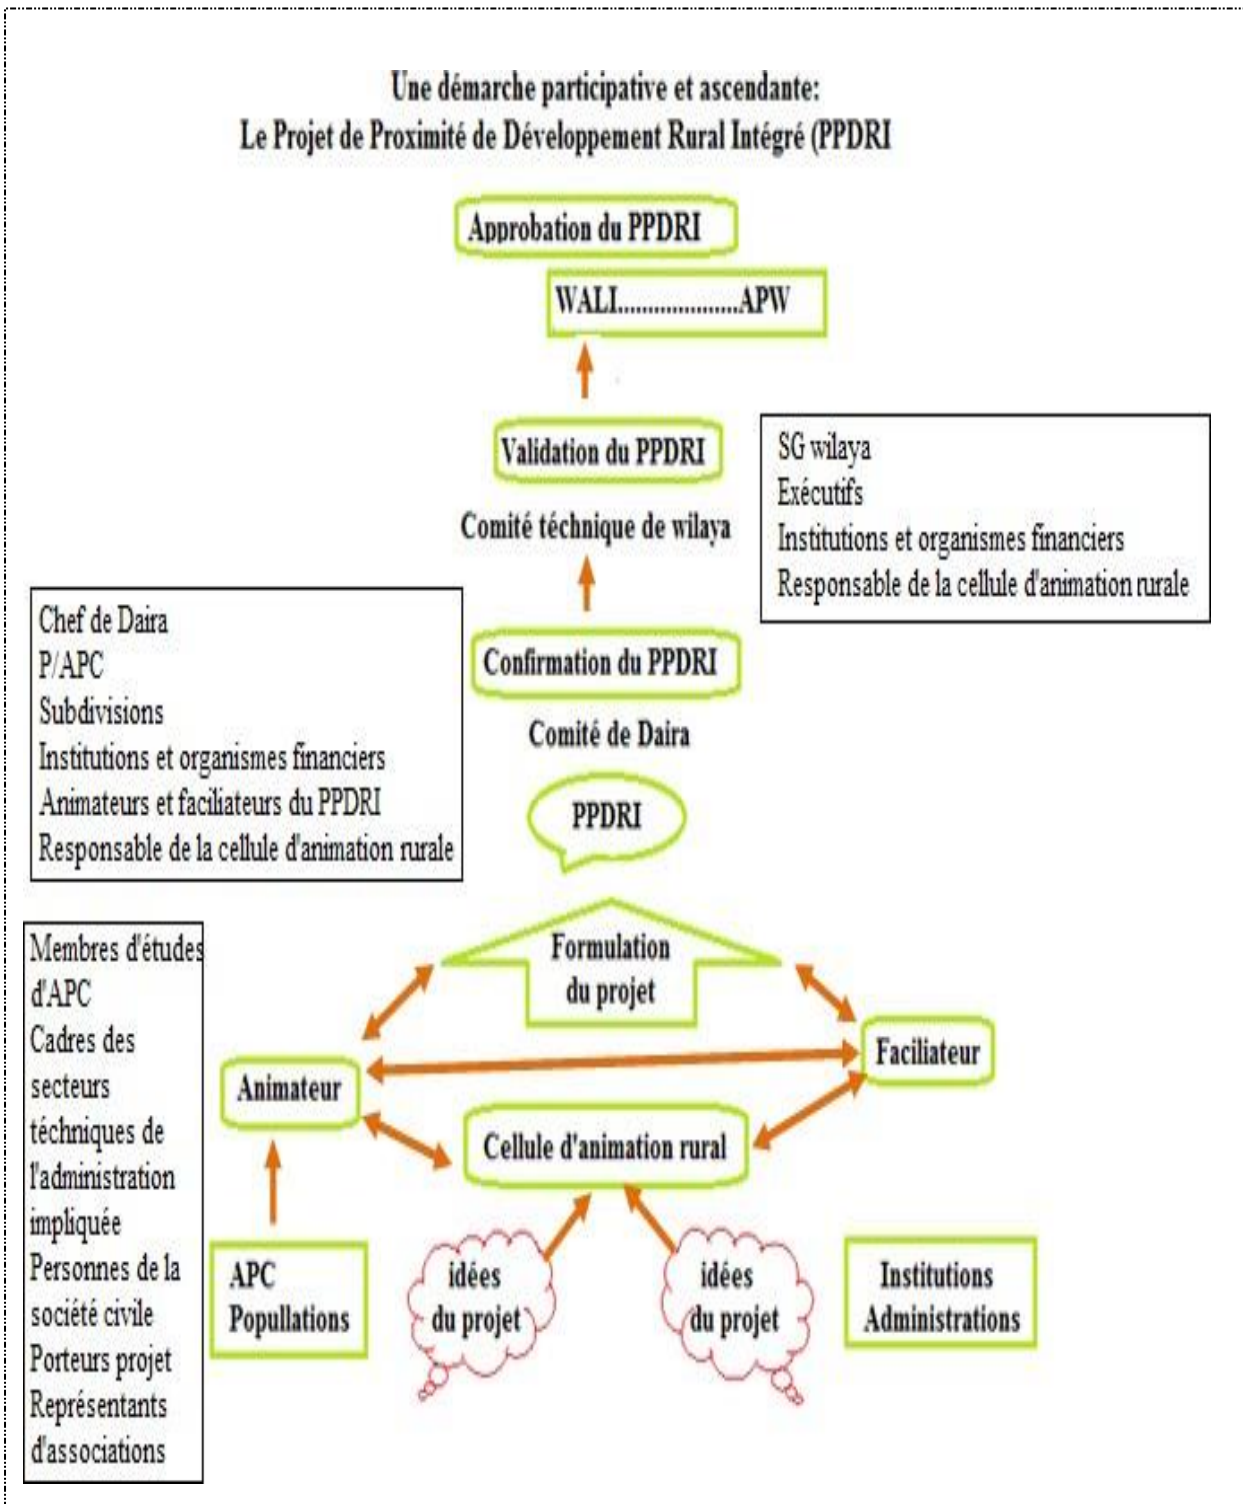 Une démarche participative et ascendante:
Le Projet de Proximité de Développement Rural Intégré (PPDRI
Approbation du PPDRI
WALI....................APW
Validation du PPDRI
Comité téchnique de wilaya
SG wilaya
Exécutifs
Institutions et organismes financiers
Responsable de la cellule d'animation rurale
Confirmation du PPDRI
Comité de Daira
Chef de Daira
P/APC
Subdivisions
Institutions et organismes financiers
Animateurs et faciliateurs du PPDRI
Responsable de la cellule d'animation rurale
PPDRI
Formulation
du projet
Membres d'études
d'APC
Cadres des
secteurs
téchniques de
l'administration
impliquée
Personnes de la
société civile
Porteurs projet
Représentants
d'associations
Animateur
Faciliateur
Cellule d'animation rural
APC
Popullations
idées
du projet
idées
du projet
Institutions
Administrations